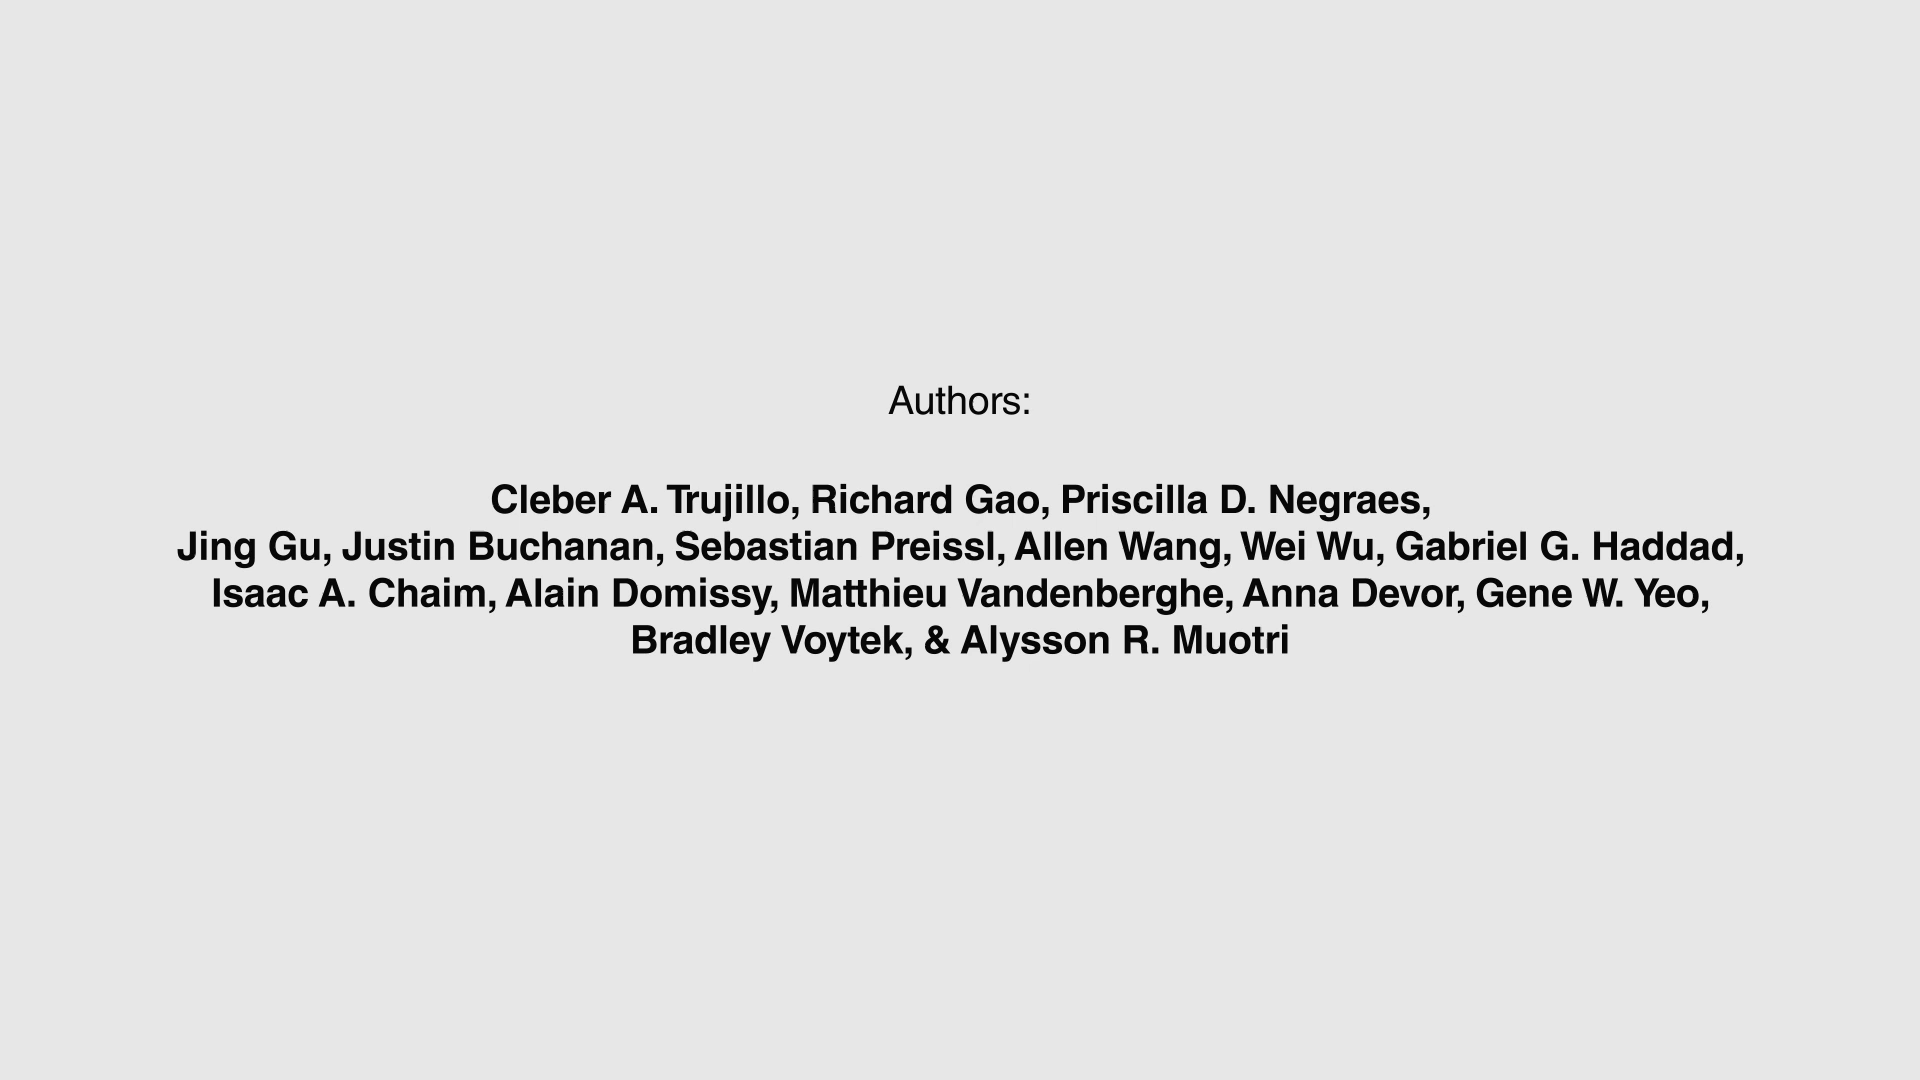 Authors:
Cleber A. Trujillo, Richard Gao, Priscilla D. Negraes,
Jing Gu, Justin Buchanan, Sebastian Preissl, Allen Wang, Wei Wu, Gabriel G. Haddad,
Isaac A. Chaim, Alain Domissy, Matthieu Vandenberghe, Anna Devor, Gene W. Yeo,
Bradley Voytek, & Alysson R. Muotri